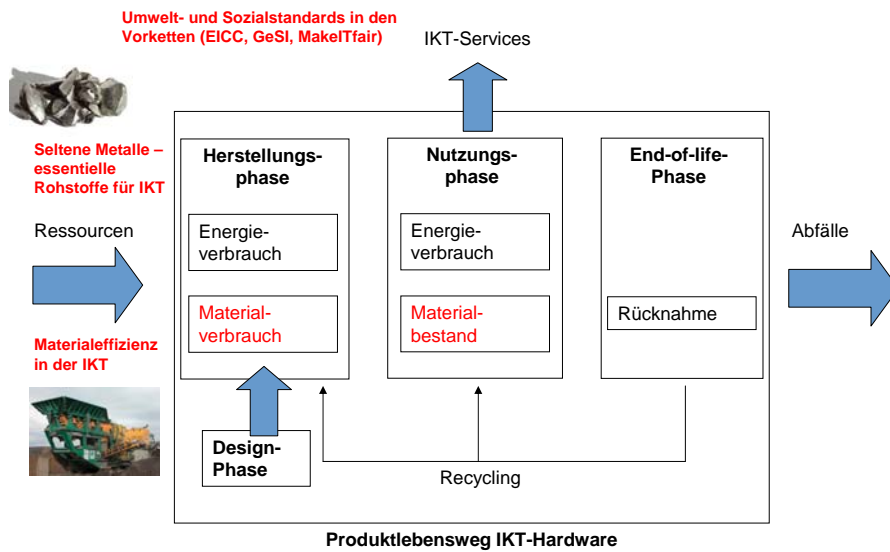 Umwelt- und Sozialstandards in den
Vorketten (EICC, GeSI, MakeITfair)
IKT-Services
Seltene Metalle –
essentielle
Rohstoffe für IKT
Ressourcen
Materialeffizienz
in der IKT
Herstellungs-
phase
Energie-
verbrauch
Material-
verbrauch
Design-
Phase
Nutzungs-
phase
Energie-
verbrauch
Material-
bestand
End-of-life-
Phase
Rücknahme
Abfälle
Recycling
Produktlebensweg IKT-Hardware